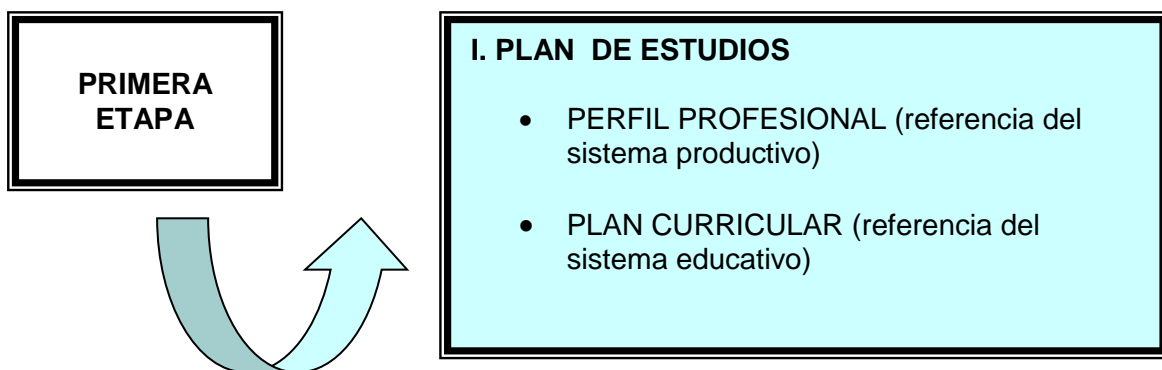 PRIMERA
ETAPA
I. PLAN DE ESTUDIOS
• PERFIL PROFESIONAL (referencia del
sistema productivo)
• PLAN CURRICULAR (referencia del
sistema educativo)